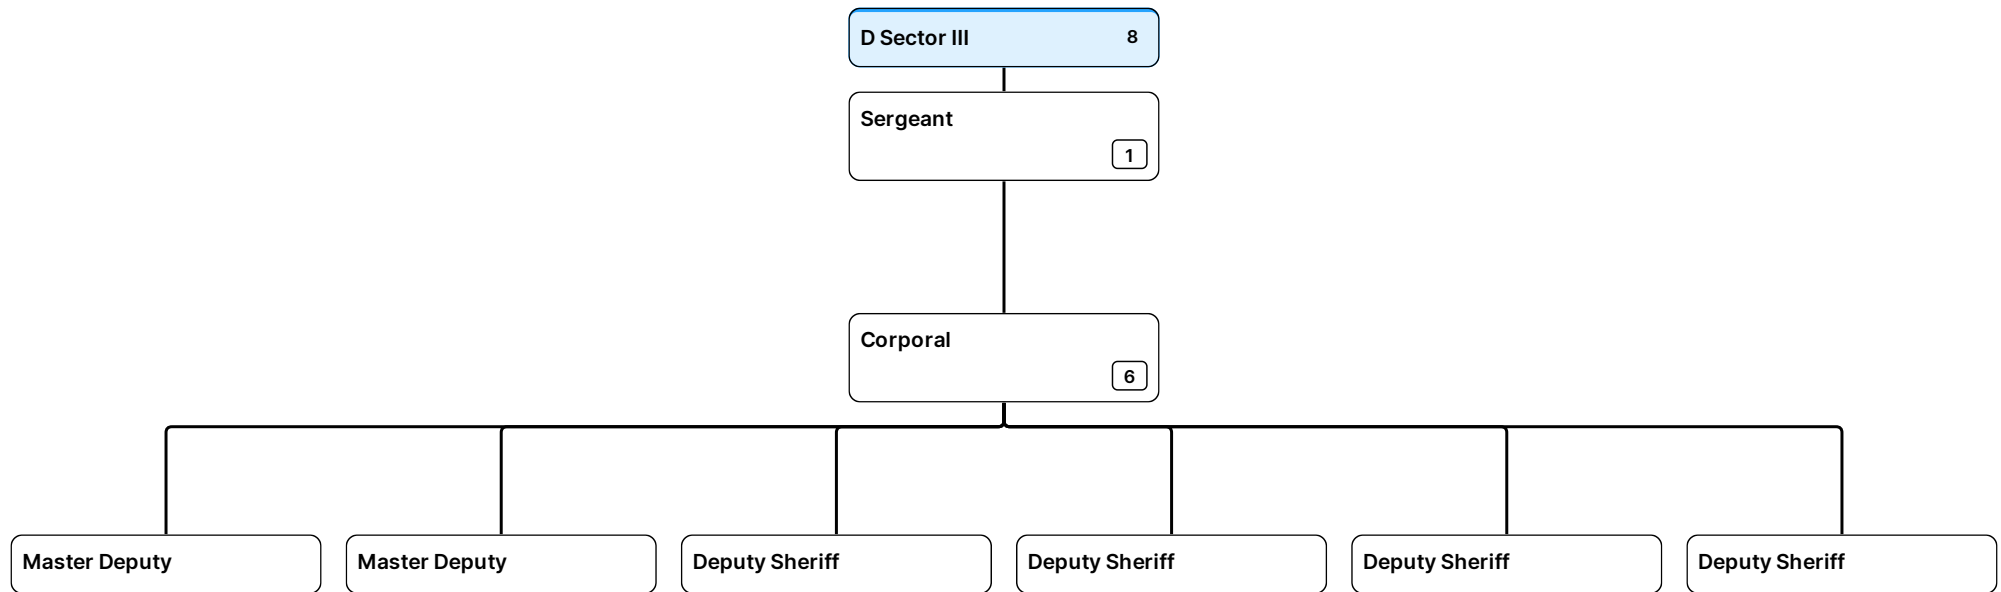 D Sector III 8
Sergeant
1
Corporal
6
Master Deputy Master Deputy Deputy Sheriff Deputy Sheriff Deputy Sheriff Deputy Sheriff